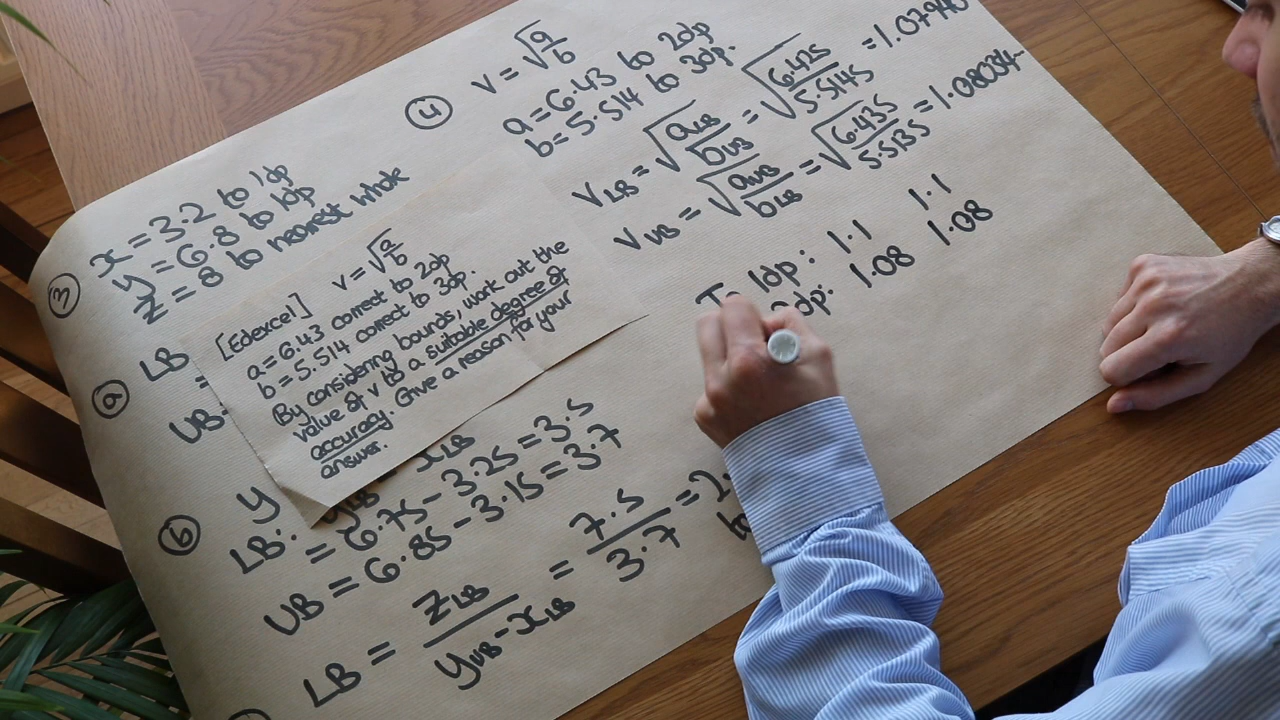 ③ x = 3.2 to 1dp
y = 6.8 to 1dp
z = 8 to nearest whole
ⓐ LB
=
UB:
[Edexcel] v = √a/b
a = 6.43 correct to 2dp
b = 5.514 correct to 3dp.
By considering bounds, work out the
value of v to a suitable degree of
accuracy. Give a reason for your
answer.
ⓑ y
LB: yLB - xLB
= 6.75 - 3.25 = 3.5
UB = 6.85 - 3.15 = 3.7
LB = zLB / yUB - xLB = 7.5 / 3.7 = 2.
④ v = √a/b
a = 6.43 to 2dp
b = 5.514 to 3dp.
vLB = √aLB/bUB = √6.425/5.5145 = 1.07940
vUB = √aUB/bLB = √6.435/5.5135 = 1.08034
To 1dp: 1.1 1.1
2dp: 1.08 1.08